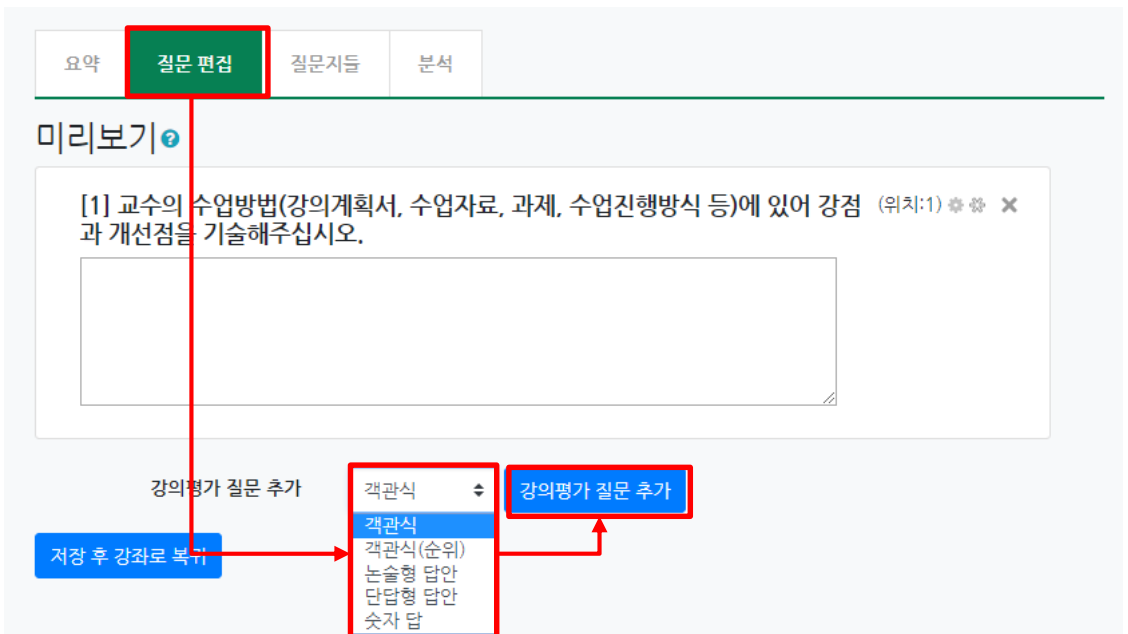 요약 질문 편집 질문지들 분석
미리보기
[1] 교수의 수업방법(강의계획서, 수업자료, 과제, 수업진행방식 등)에 있어 강점 (위치:1)
과 개선점을 기술해주십시오.
강의평가 질문 추가 객관식 강의평가 질문 추가
객관식
객관식(순위)
저장 후 강좌로 복귀
논술형 답안
단답형 답안
숫자 답